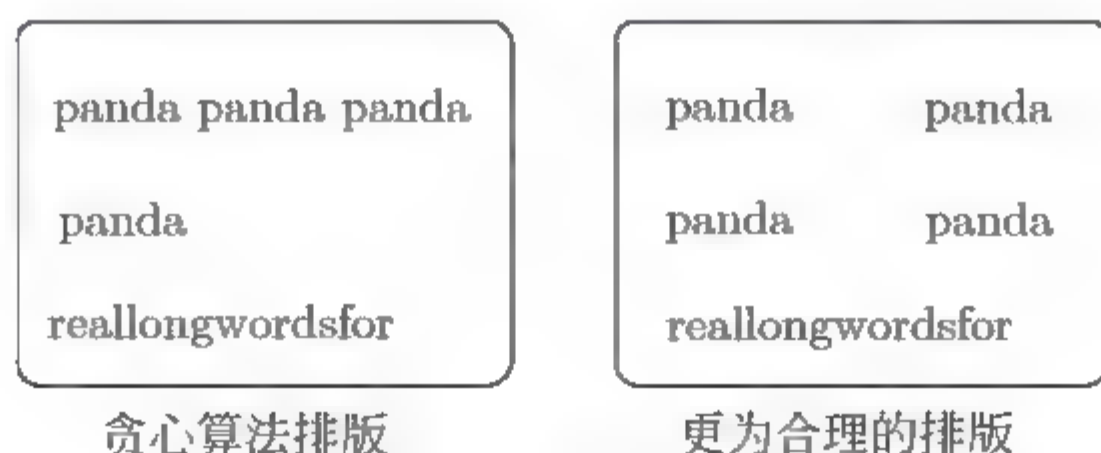 panda panda panda
panda
reallongwordsfor
贪心算法排版
panda panda
panda panda
reallongwordsfor
更为合理的排版